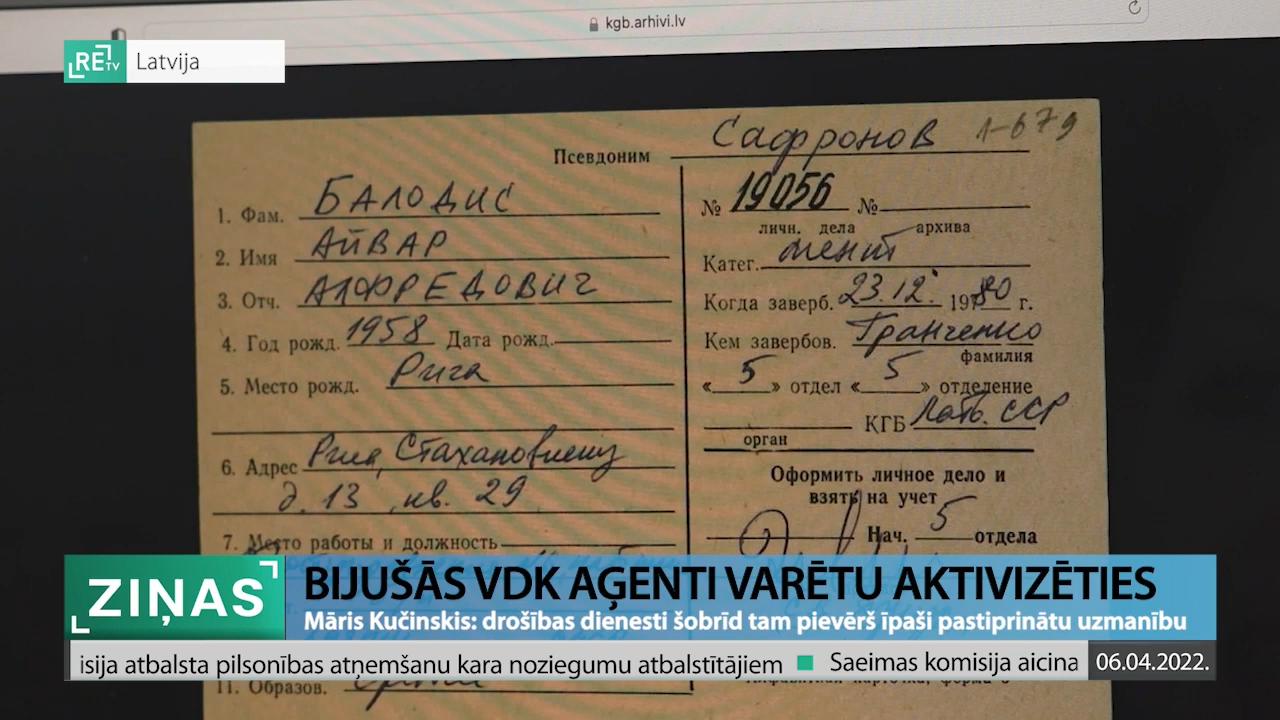 kgb.arhivi.lv
RE TV Latvija
Псевдоним Сафронов 1-679
1. Фам. БАЛОДИС
2. Имя АЙВАР
3. Отч. АЛФРЕДОВИЧ
4. Год рожд. 1958 Дата рожд.
5. Место рожд. Рига
6. Адрес Рига, Стахановешу
д. 13, кв. 29
7. Место работы и должность
11. Образов.
№ 19056 №
личн. дела архива
Катег. агент
Когда заверб. 23.12. 1980 г.
Кем завербов. Гранченко
фамилия
« 5 » отдел « 5 » отделение
КГБ Латв. ССР
орган
Оформить личное дело и
взять на учет
Нач. 5 отдела
ZIŅAS
BIJUŠĀS VDK AĢENTI VARĒTU AKTIVIZĒTIES
Māris Kučinskis: drošības dienesti šobrīd tam pievērš īpaši pastiprinātu uzmanību
isija atbalsta pilsonības atņemšanu kara noziegumu atbalstītājiem Saeimas komisija aicina 06.04.2022.